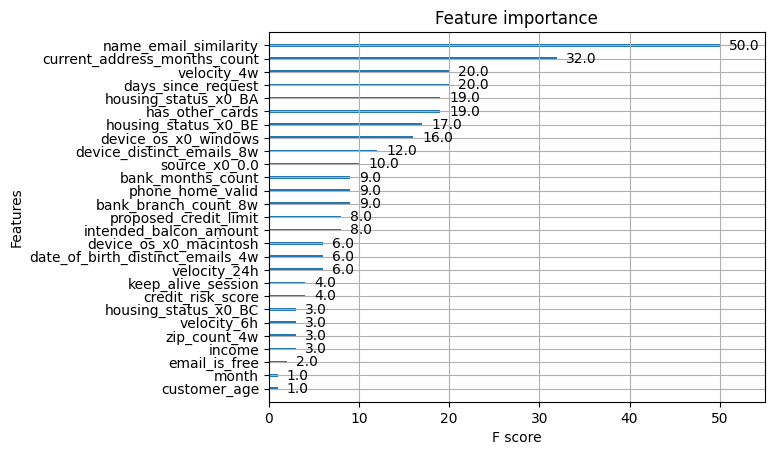 Feature importance
name_email_similarity 50.0
current_address_months_count 32.0
velocity_4w 20.0
days_since_request 20.0
housing_status_x0_BA 19.0
has_other_cards 19.0
housing_status_x0_BE 17.0
device_os_x0_windows 16.0
device_distinct_emails_8w 12.0
source_x0_0.0 10.0
bank_months_count 9.0
phone_home_valid 9.0
bank_branch_count_8w 9.0
proposed_credit_limit 8.0
intended_balcon_amount 8.0
device_os_x0_macintosh 6.0
date_of_birth_distinct_emails_4w 6.0
velocity_24h 6.0
keep_alive_session 4.0
credit_risk_score 4.0
housing_status_x0_BC 3.0
velocity_6h 3.0
zip_count_4w 3.0
income 3.0
email_is_free 2.0
month 1.0
customer_age 1.0
Features
0 10 20 30 40 50
F score